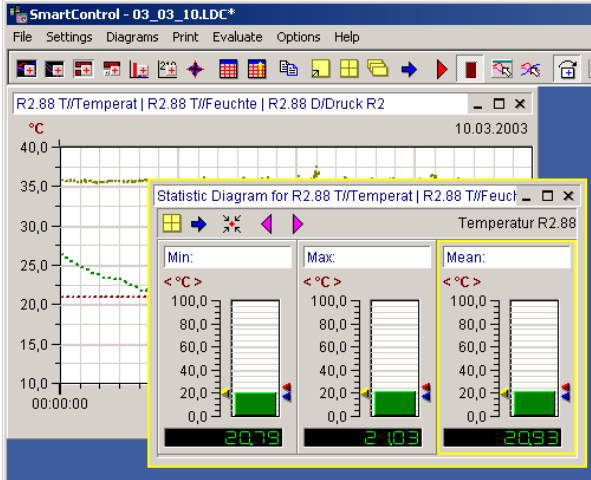 SmartControl - 03_03_10.LDC*
File Settings Diagrams Print Evaluate Options Help
R2.88 T//Temperat | R2.88 T//Feuchte | R2.88 D/Druck R2
°C
10.03.2003
40,0
35,0
30,0
25,0
20,0
15,0
10,0
00:00:00
Statistic Diagram for R2.88 T//Temperat | R2.88 T//Feuch
Temperatur R2.88
Min: Max: Mean:
< °C > < °C > < °C >
100,0 100,0 100,0
80,0 80,0 80,0
60,0 60,0 60,0
40,0 40,0 40,0
20,0 20,0 20,0
0,0 0,0 0,0
20,79 21,03 20,93